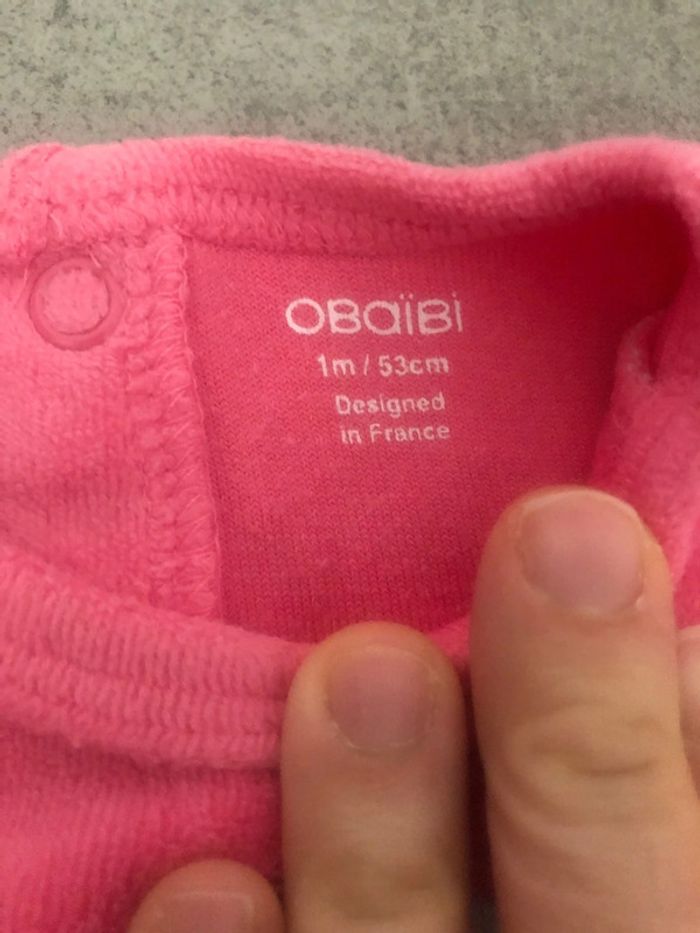 OBaïBi
1m / 53cm
Designed
in France